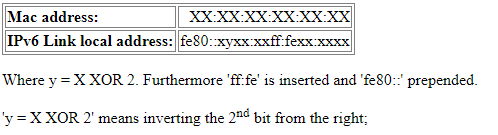 Mac address: XX:XX:XX:XX:XX:XX
IPv6 Link local address: fe80::xyxx:xxff:fexx:xxxx
Where y = X XOR 2. Furthermore 'ff:fe' is inserted and 'fe80::' prepended.
'y = X XOR 2' means inverting the 2nd bit from the right;